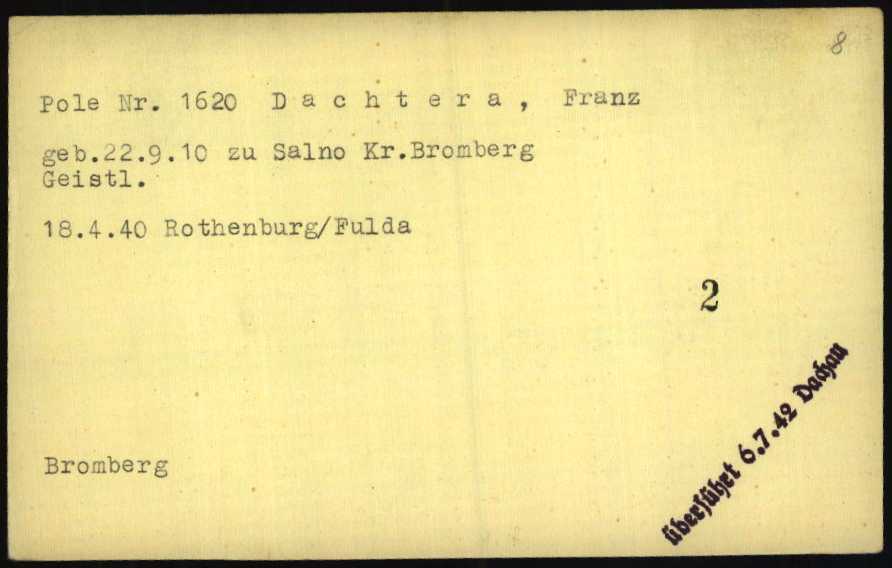 8
Pole Nr. 1620 D a c h t e r a , Franz
geb.22.9.10 zu Salno Kr.Bromberg
Geistl.
18.4.40 Rothenburg/Fulda
2
überführt 6.7.42 Dachau
Bromberg